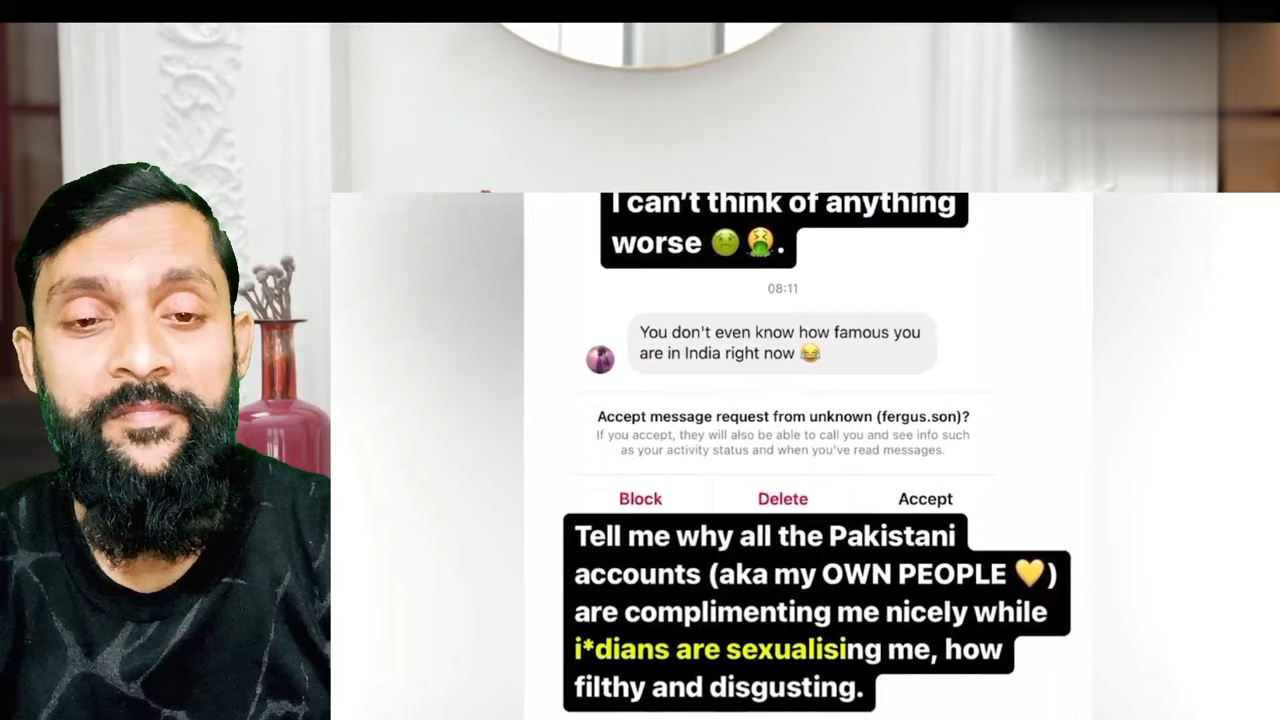 I can’t think of anything
worse 🤢🤮.
08:11
You don't even know how famous you
are in India right now 😂
Accept message request from unknown (fergus.son)?
If you accept, they will also be able to call you and see info such
as your activity status and when you've read messages.
Block Delete Accept
Tell me why all the Pakistani
accounts (aka my OWN PEOPLE 💛)
are complimenting me nicely while
i*dians are sexualising me, how
filthy and disgusting.